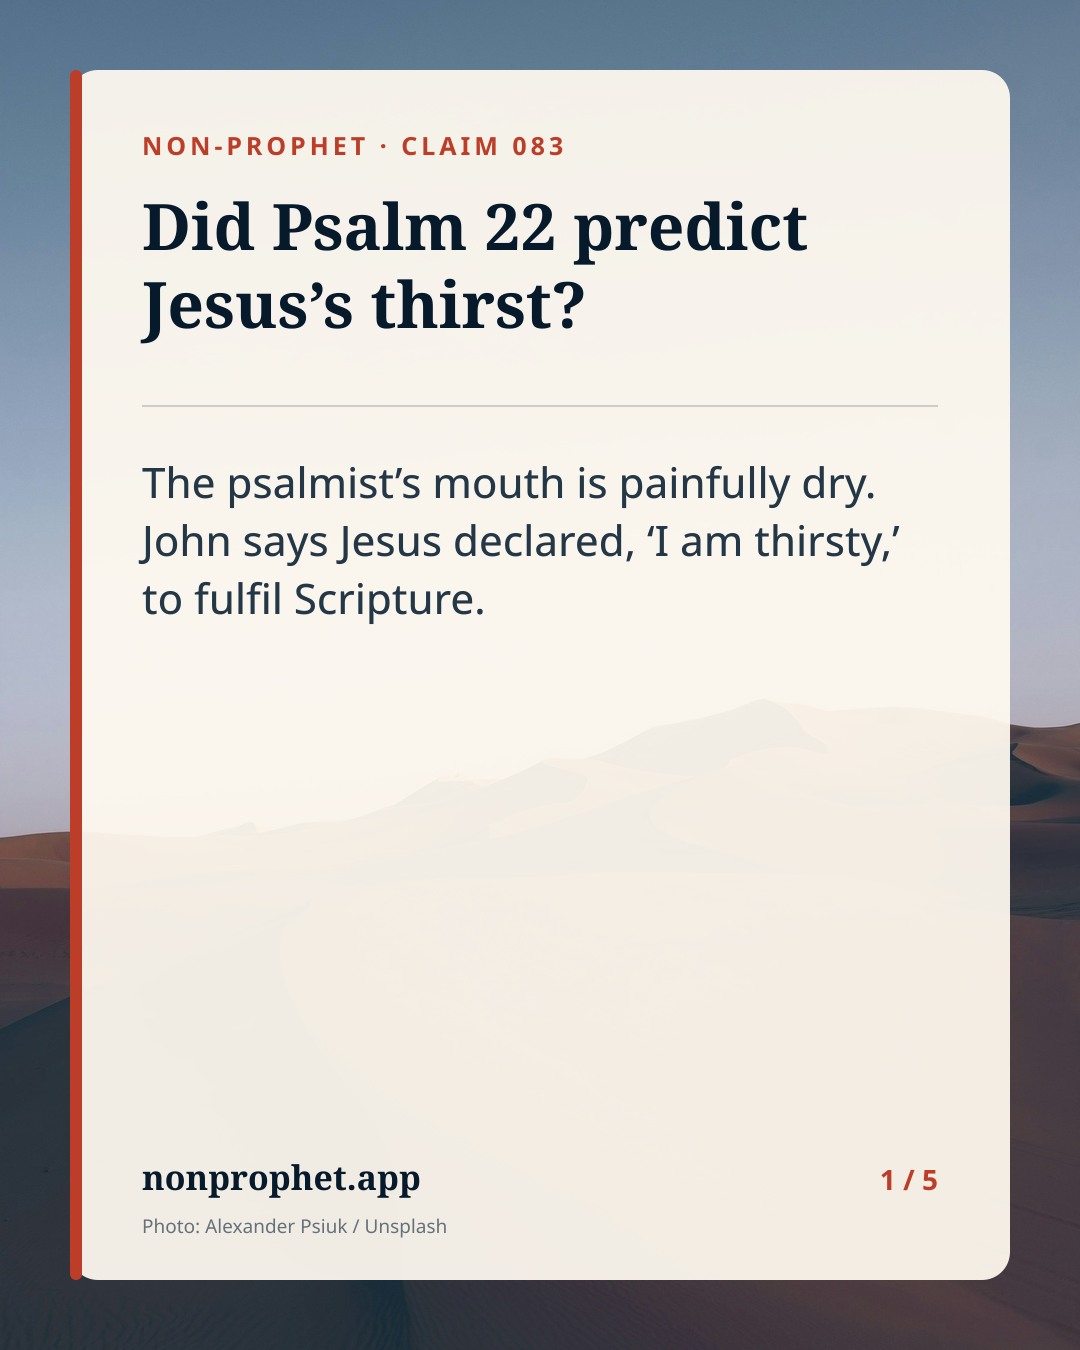 NON-PROPHET · CLAIM 083
Did Psalm 22 predict
Jesus’s thirst?
The psalmist’s mouth is painfully dry.
John says Jesus declared, ‘I am thirsty,’
to fulfil Scripture.
nonprophet.app
1 / 5
Photo: Alexander Psiuk / Unsplash